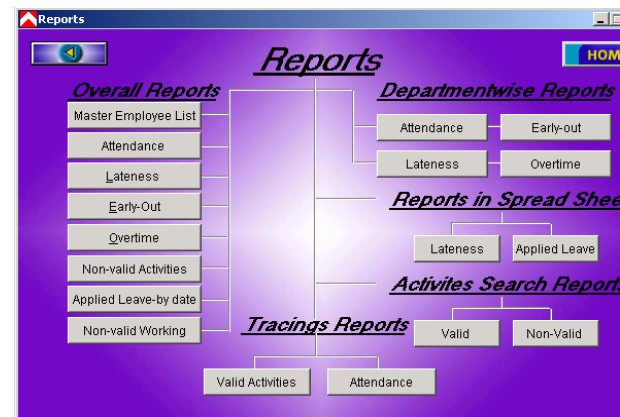 Reports
HOM
Reports
Overall Reports
Master Employee List
Attendance
Lateness
Early-Out
Overtime
Non-valid Activities
Applied Leave-by date
Non-valid Working
Departmentwise Reports
Attendance
Early-out
Lateness
Overtime
Reports in Spread Shee
Lateness
Applied Leave
Activites Search Report
Valid
Non-Valid
Tracings Reports
Valid Activities
Attendance